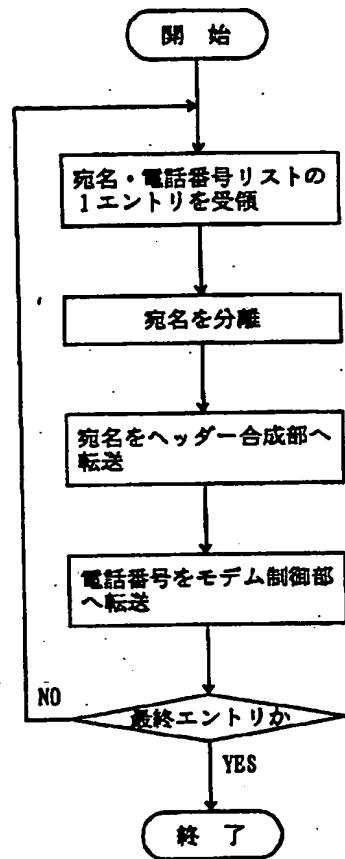 開 始
宛名・電話番号リストの
1エントリを受領
宛名を分離
宛名をヘッダー合成部へ
転送
電話番号をモデム制御部
へ転送
NO
最終エントリか
YES
終 了